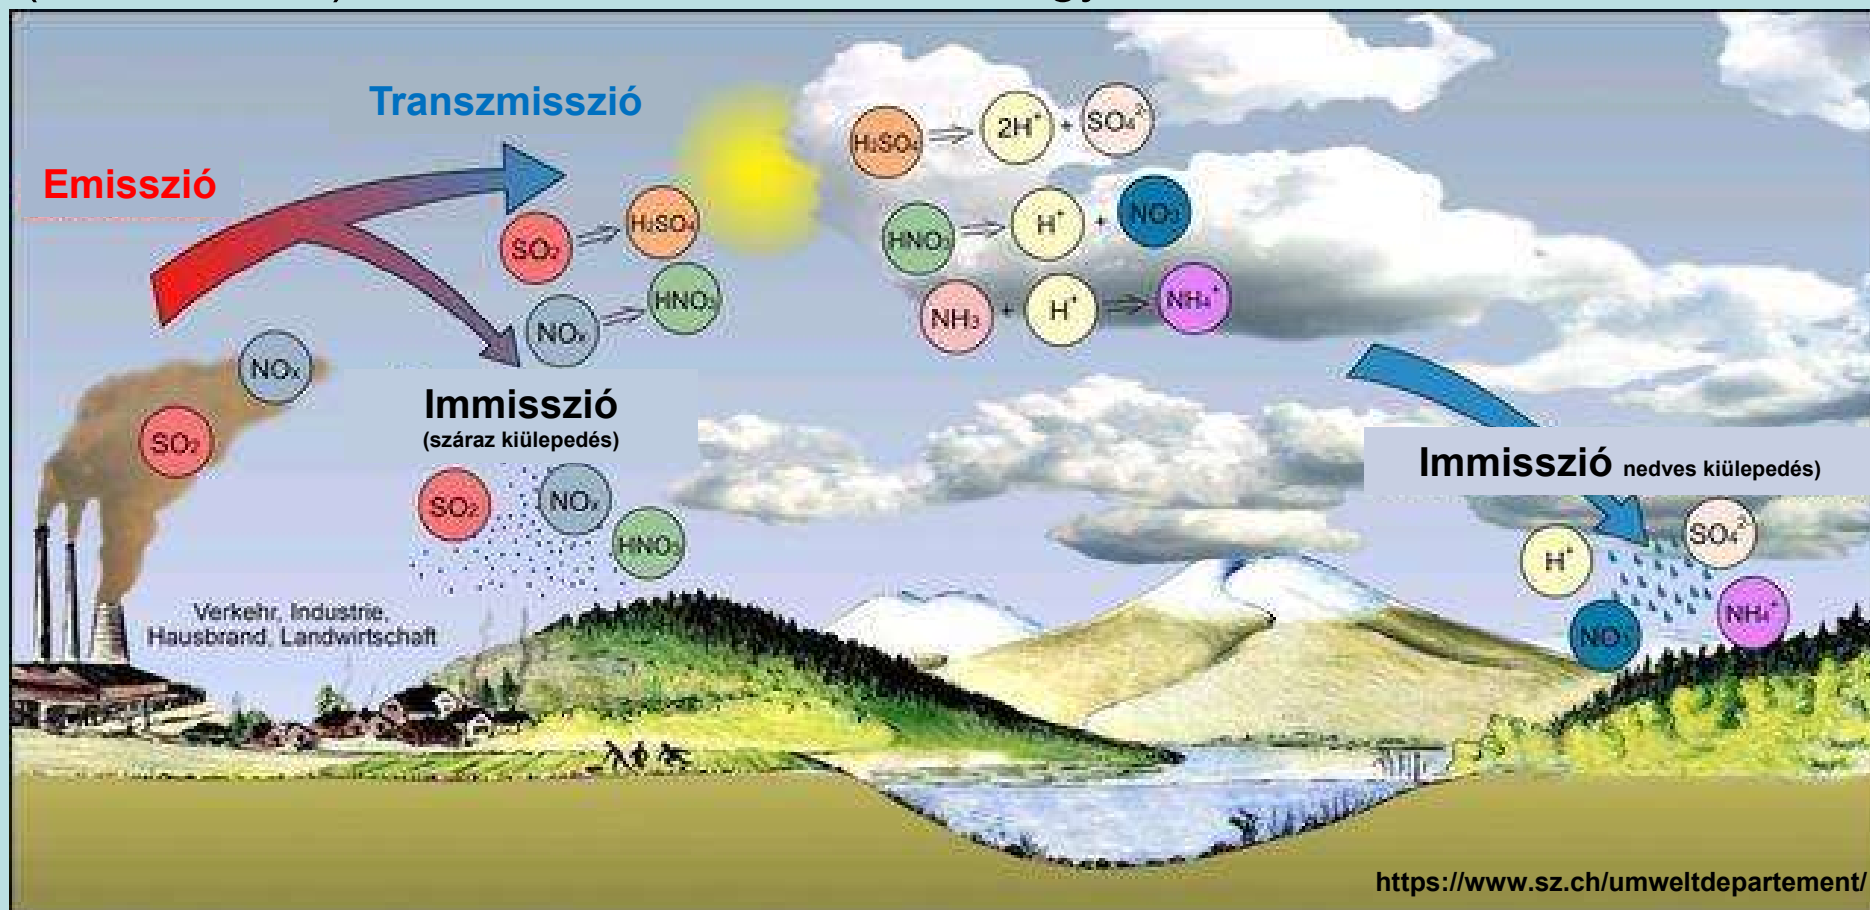 Transzmisszió
Emisszió
H₂SO₄ ⇒ 2H⁺ + SO₄²⁻
SO₂ ⇒ H₂SO₄
HNO₃ ⇒ H⁺ + NO₃
NOₓ ⇒ HNO₃
NH₃ + H⁺ ⇒ NH₄⁺
NOₓ
SO₂
Immisszió
(száraz kiülepedés)
SO₂
NOₓ
HNO₃
Immisszió nedves kiülepedés)
H⁺
SO₄²⁻
NO₃
NH₄⁺
Verkehr, Industrie,
Hausbrand, Landwirtschaft
https://www.sz.ch/umweltdepartement/